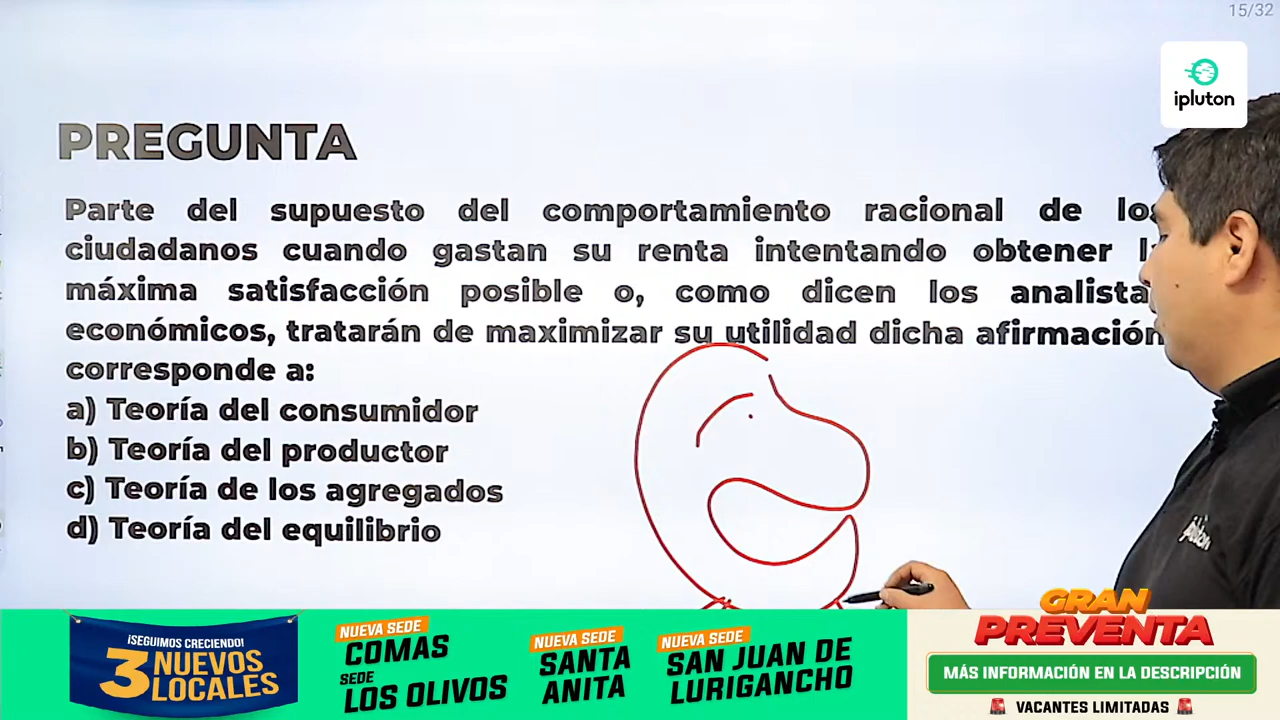 15/32
ipluton
PREGUNTA
Parte del supuesto del comportamiento racional de los
ciudadanos cuando gastan su renta intentando obtener l
máxima satisfacción posible o, como dicen los analista
económicos, tratarán de maximizar su utilidad dicha afirmación
corresponde a:
a) Teoría del consumidor
b) Teoría del productor
c) Teoría de los agregados
d) Teoría del equilibrio
ipluton
¡SEGUIMOS CRECIENDO!
3 NUEVOS
LOCALES
NUEVA SEDE
COMAS
SEDE
LOS OLIVOS
NUEVA SEDE
SANTA
ANITA
NUEVA SEDE
SAN JUAN DE
LURIGANCHO
GRAN
PREVENTA
MÁS INFORMACIÓN EN LA DESCRIPCIÓN
VACANTES LIMITADAS